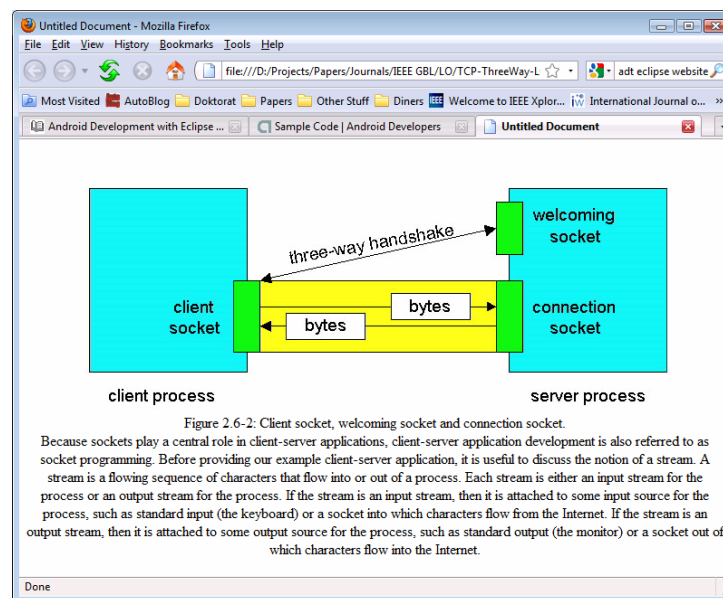 Untitled Document - Mozilla Firefox
File Edit View History Bookmarks Tools Help
file:///D:/Projects/Papers/Journals/IEEE GBL/LO/TCP-ThreeWay-L
adt eclipse website
Most Visited AutoBlog Doktorat Papers Other Stuff Diners IEEE Welcome to IEEE Xplor... International Journal o... »
Android Development with Eclipse ... Sample Code | Android Developers Untitled Document
welcoming
socket
three-way handshake
client
socket
bytes
bytes
connection
socket
client process
server process
Figure 2.6-2: Client socket, welcoming socket and connection socket.
Because sockets play a central role in client-server applications, client-server application development is also referred to as
socket programming. Before providing our example client-server application, it is useful to discuss the notion of a stream. A
stream is a flowing sequence of characters that flow into or out of a process. Each stream is either an input stream for the
process or an output stream for the process. If the stream is an input stream, then it is attached to some input source for the
process, such as standard input (the keyboard) or a socket into which characters flow from the Internet. If the stream is an
output stream, then it is attached to some output source for the process, such as standard output (the monitor) or a socket out of
which characters flow into the Internet.
Done